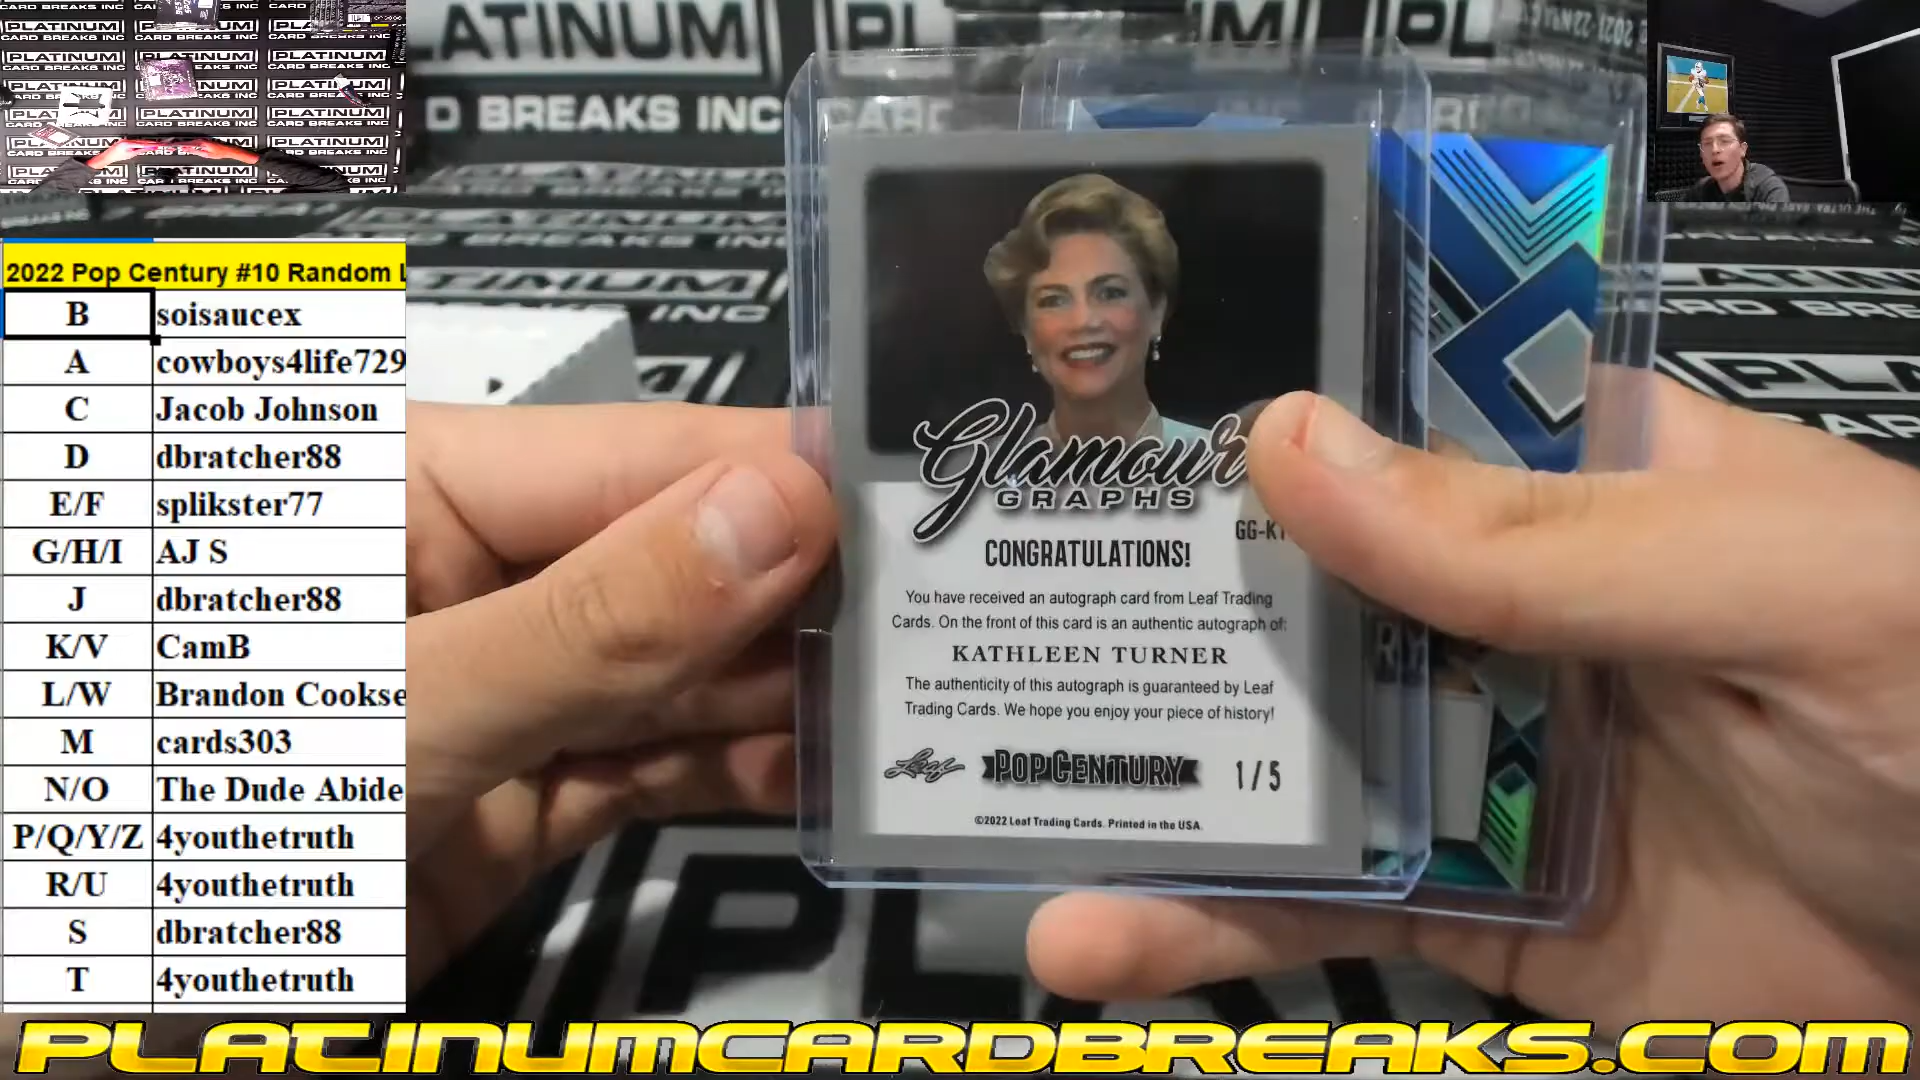 2022 Pop Century #10 Random L
B soisaucex
A cowboys4life729
C Jacob Johnson
D dbratcher88
E/F splikster77
G/H/I AJ S
J dbratcher88
K/V CamB
L/W Brandon Cookse
M cards303
N/O The Dude Abide
P/Q/Y/Z 4youthetruth
R/U 4youthetruth
S dbratcher88
T 4youthetruth
PLATINUM
CARD BREAKS INC
Glamour
GRAPHS
GG-K
CONGRATULATIONS!
You have received an autograph card from Leaf Trading
Cards. On the front of this card is an authentic autograph of:
KATHLEEN TURNER
The authenticity of this autograph is guaranteed by Leaf
Trading Cards. We hope you enjoy your piece of history!
Leaf POP CENTURY 1/5
©2022 Leaf Trading Cards. Printed in the USA.
PLATINUMCARDBREAKS.COM